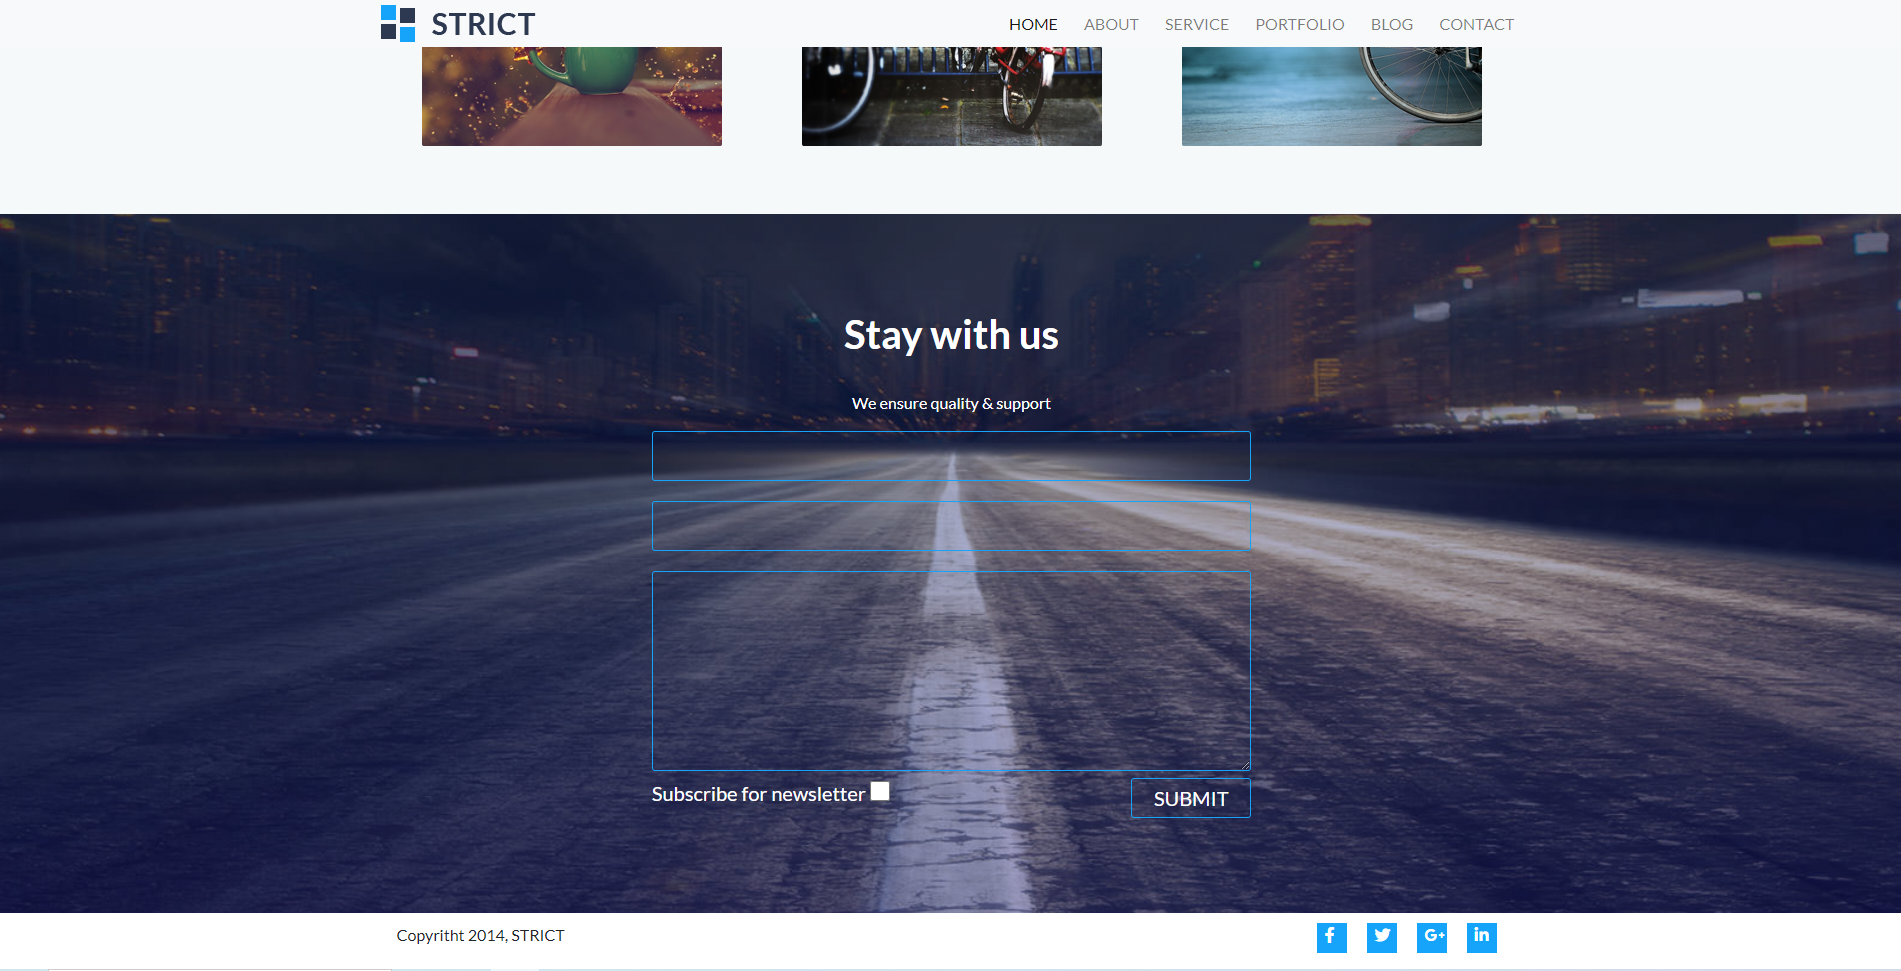 STRICT
HOME ABOUT SERVICE PORTFOLIO BLOG CONTACT
Stay with us
We ensure quality & support
Subscribe for newsletter
SUBMIT
Copyritht 2014, STRICT